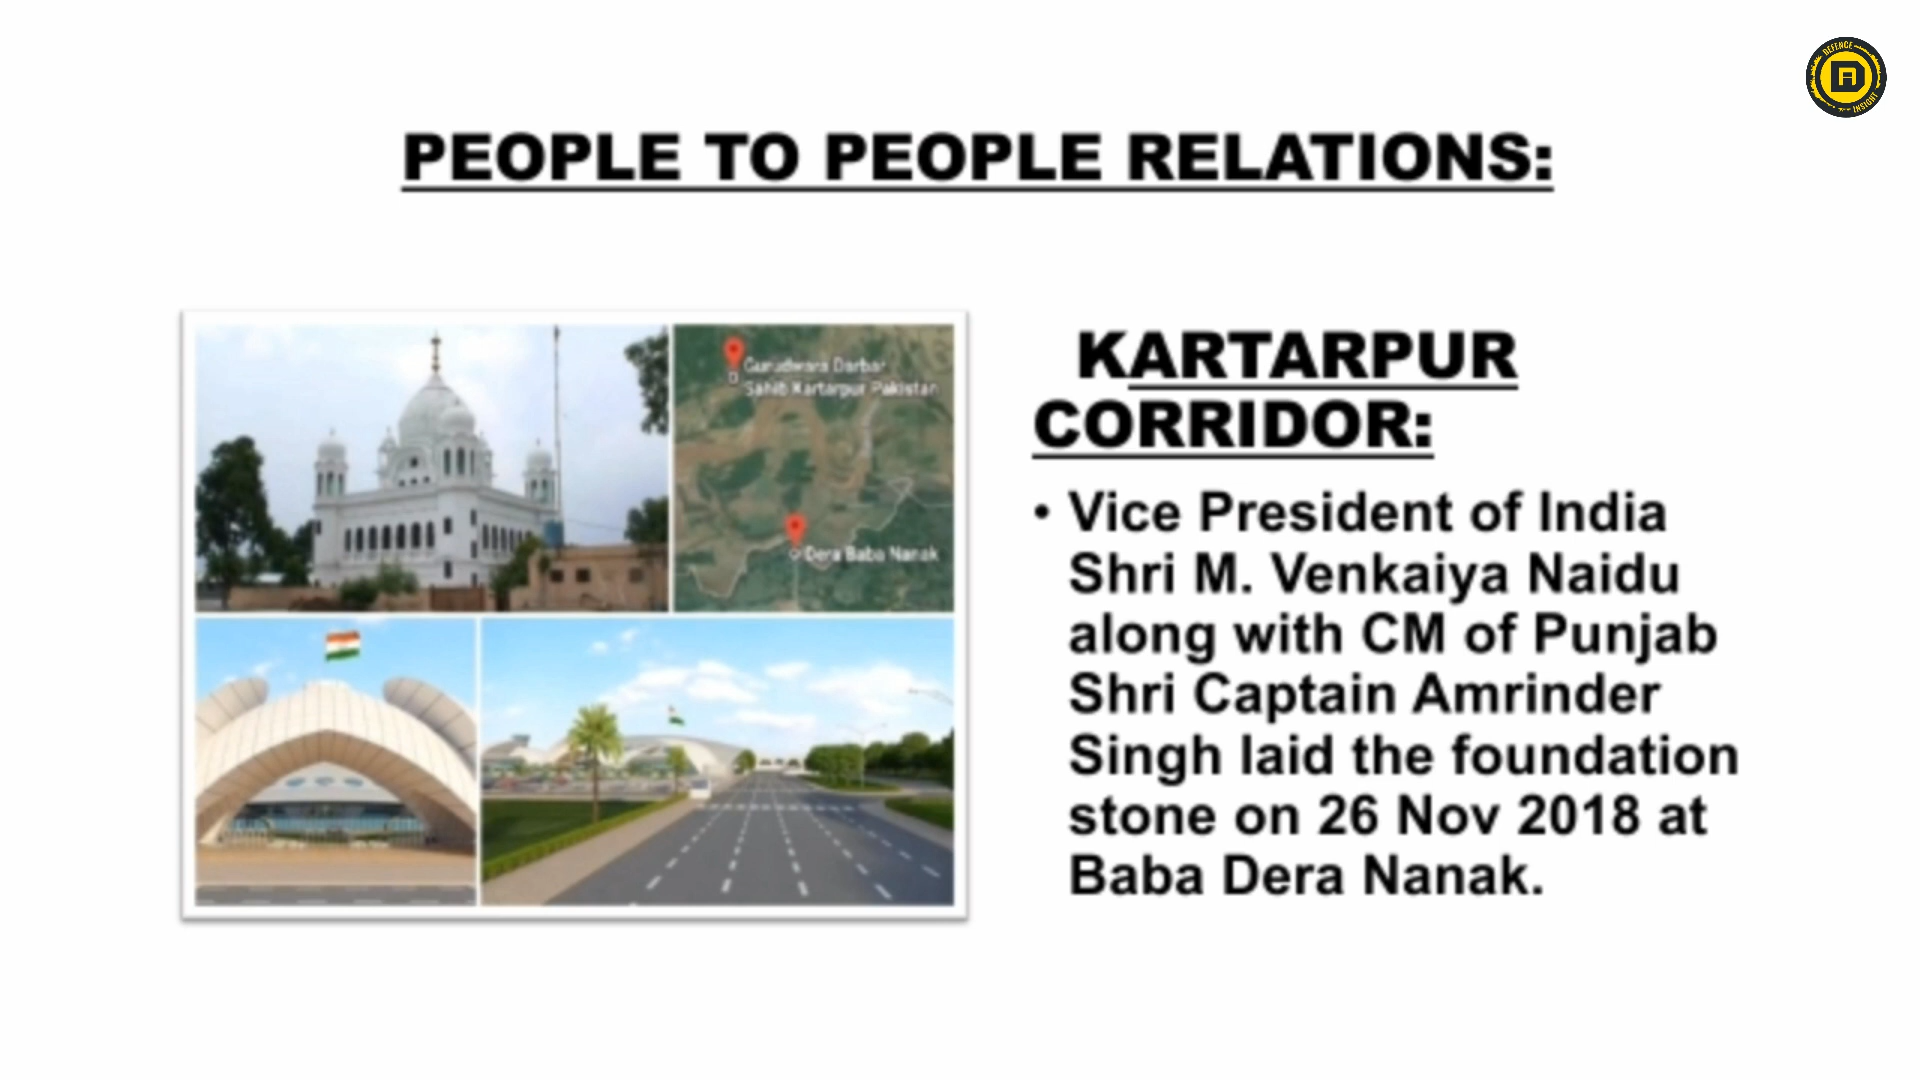 DEFENCE
INSIGHT
PEOPLE TO PEOPLE RELATIONS:
Gurudwara Darbar
Sahib Kartarpur Pakistan
Dera Baba Nanak
KARTARPUR
CORRIDOR:
• Vice President of India
Shri M. Venkaiya Naidu
along with CM of Punjab
Shri Captain Amrinder
Singh laid the foundation
stone on 26 Nov 2018 at
Baba Dera Nanak.